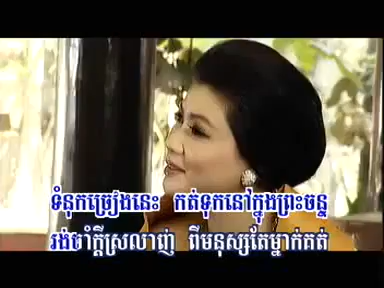 ទំនុកច្រៀងនេះ  កត់ទុកនៅក្នុងព្រះចន្ទ
រង់ចាំក្ដីស្រលាញ់  ពីមនុស្សតែម្នាក់គត់